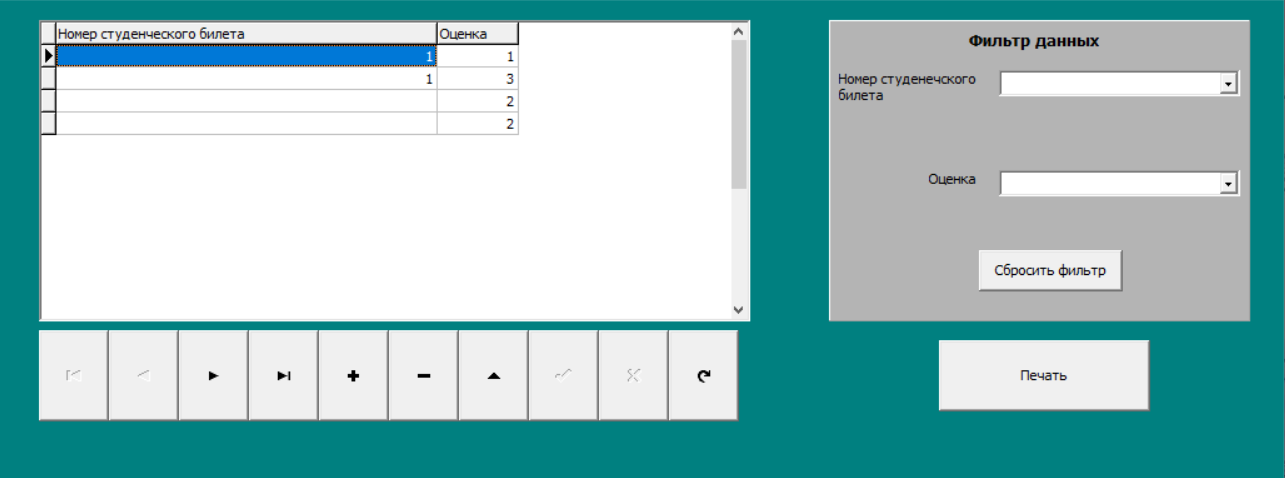 Номер студенческого билета Оценка
1 1
1 3
2
2
Фильтр данных
Номер студенечского
билета
Оценка
Сбросить фильтр
Печать